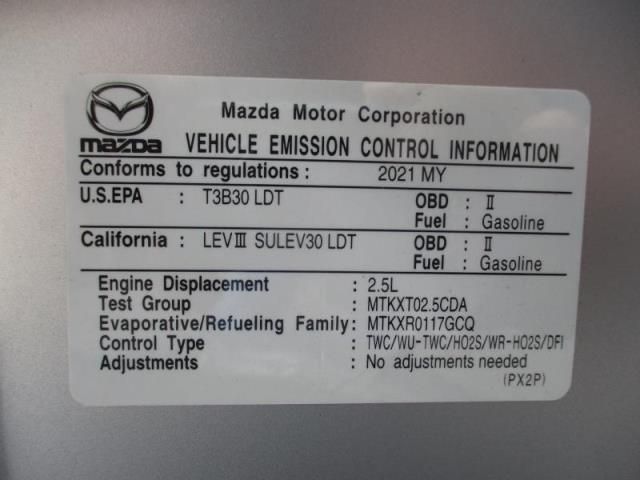 Mazda Motor Corporation
mazda VEHICLE EMISSION CONTROL INFORMATION
Conforms to regulations : 2021 MY
U.S.EPA : T3B30 LDT OBD : II
Fuel : Gasoline
California : LEVIII SULEV30 LDT OBD : II
Fuel : Gasoline
Engine Displacement : 2.5L
Test Group : MTKXT02.5CDA
Evaporative/Refueling Family: MTKXR0117GCQ
Control Type : TWC/WU-TWC/HO2S/WR-HO2S/DFI
Adjustments : No adjustments needed
(PX2P)